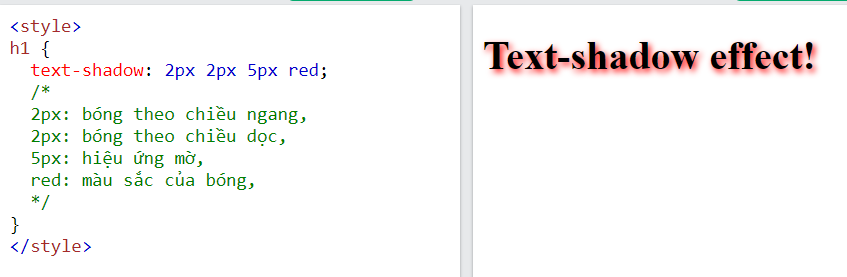 <style>
h1 {
  text-shadow: 2px 2px 5px red;
  /*
  2px: bóng theo chiều ngang,
  2px: bóng theo chiều dọc,
  5px: hiệu ứng mờ,
  red: màu sắc của bóng,
  */
}
</style>
Text-shadow effect!